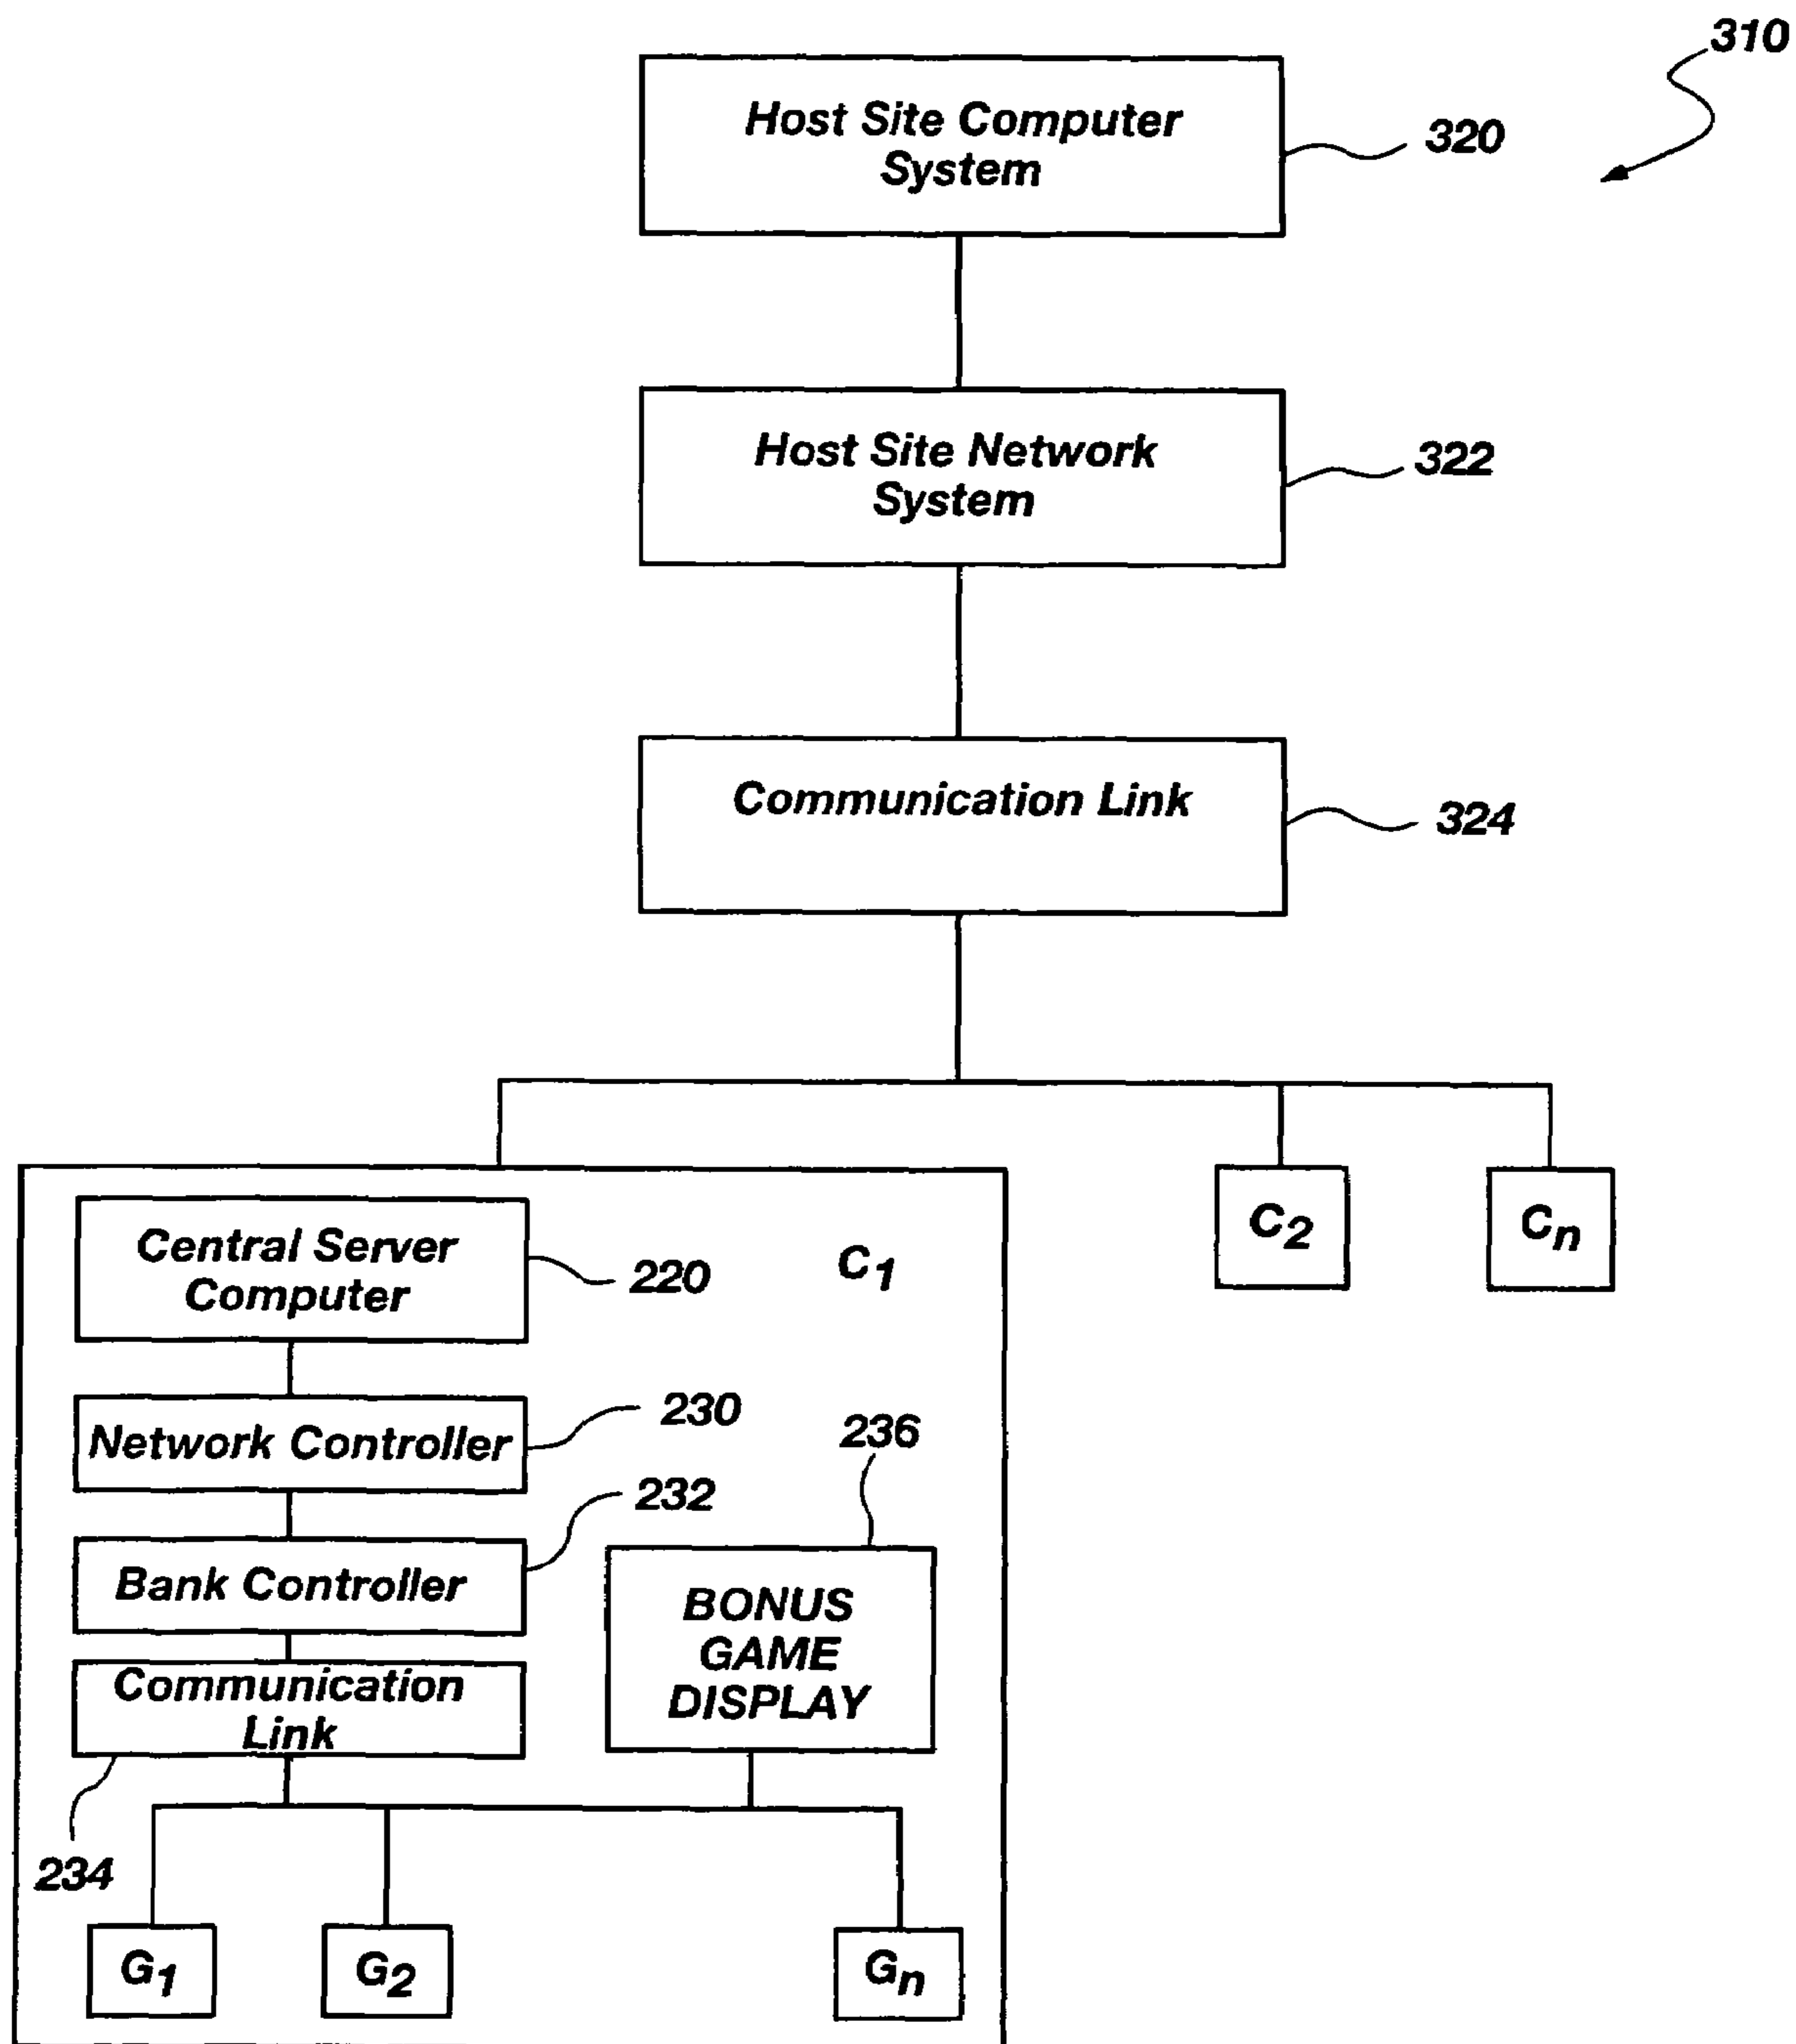 310
Host Site Computer
System
320
Host Site Network
System
322
Communication Link
324
C1
C2
Cn
Central Server
Computer
220
Network Controller
230
Bank Controller
232
Communication
Link
234
236
BONUS
GAME
DISPLAY
G1
G2
Gn